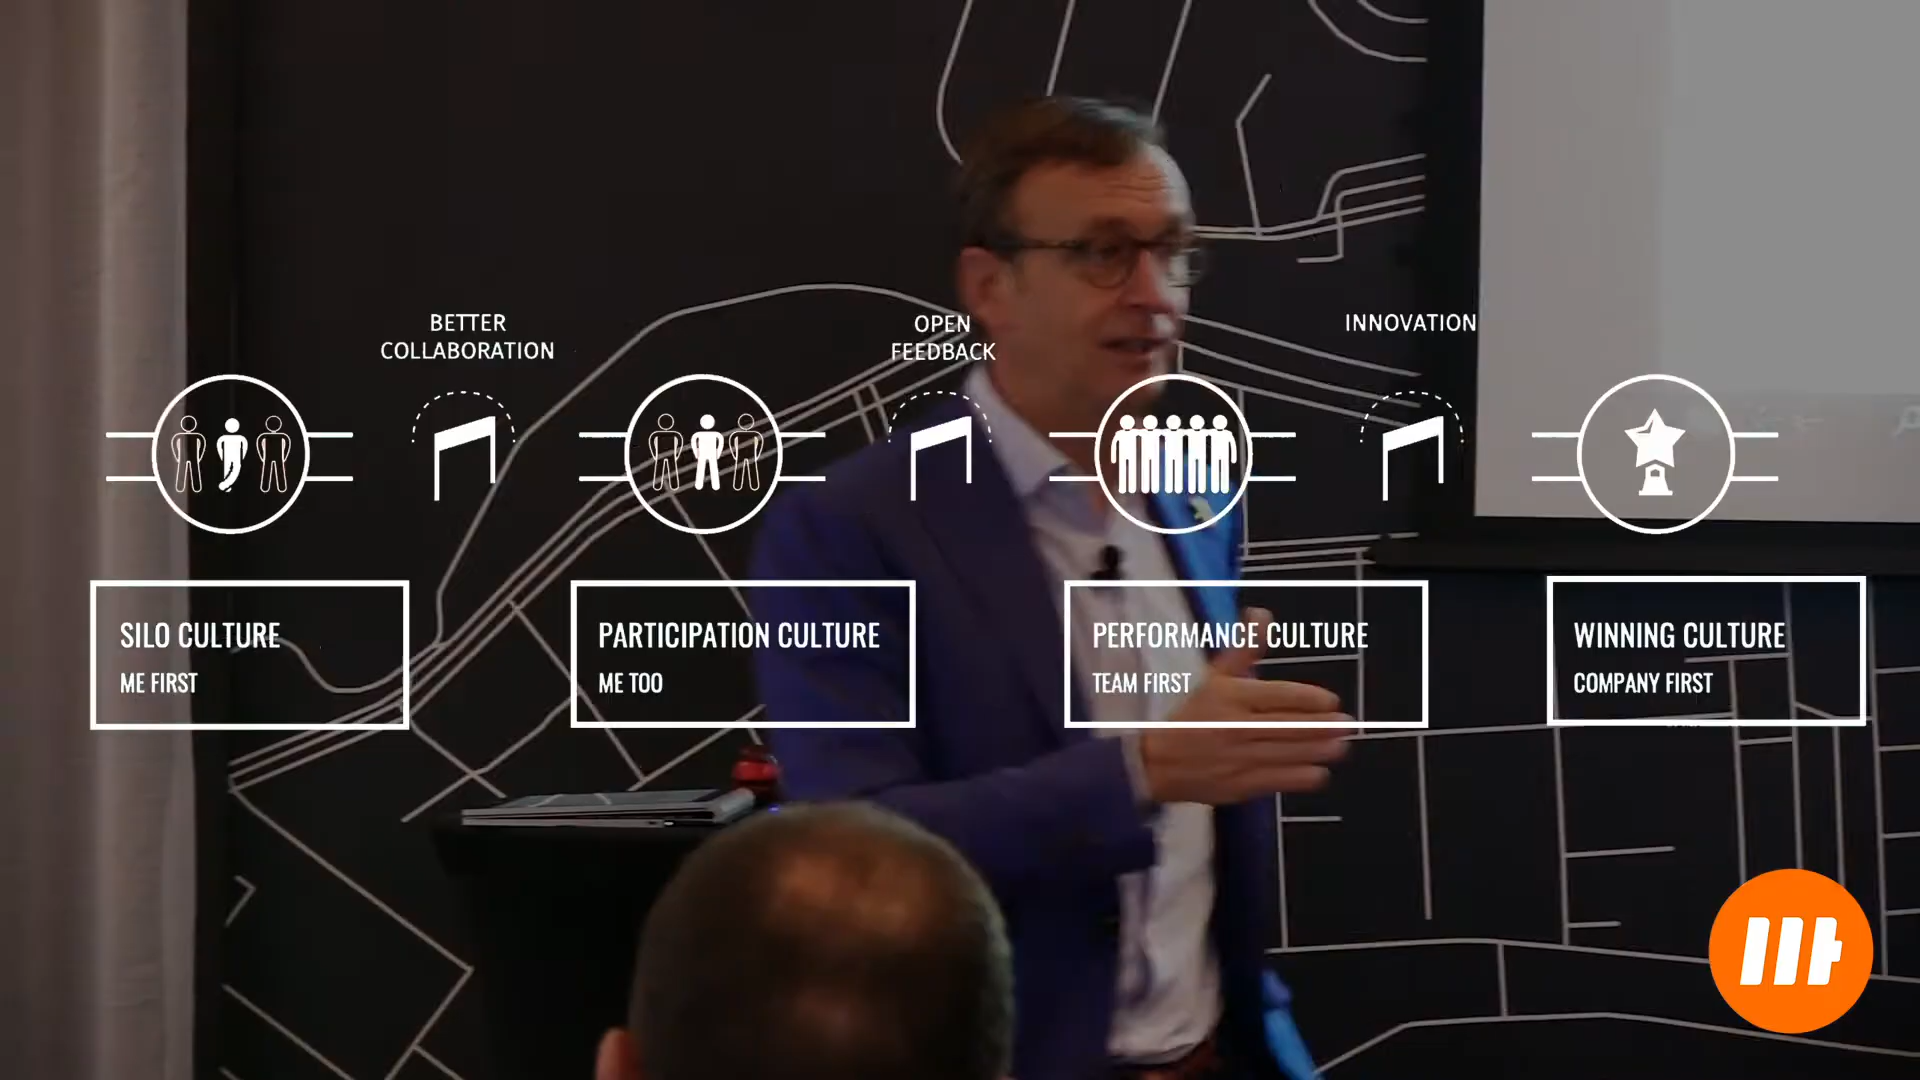 BETTER
COLLABORATION
OPEN
FEEDBACK
INNOVATION
SILO CULTURE
ME FIRST
PARTICIPATION CULTURE
ME TOO
PERFORMANCE CULTURE
TEAM FIRST
WINNING CULTURE
COMPANY FIRST